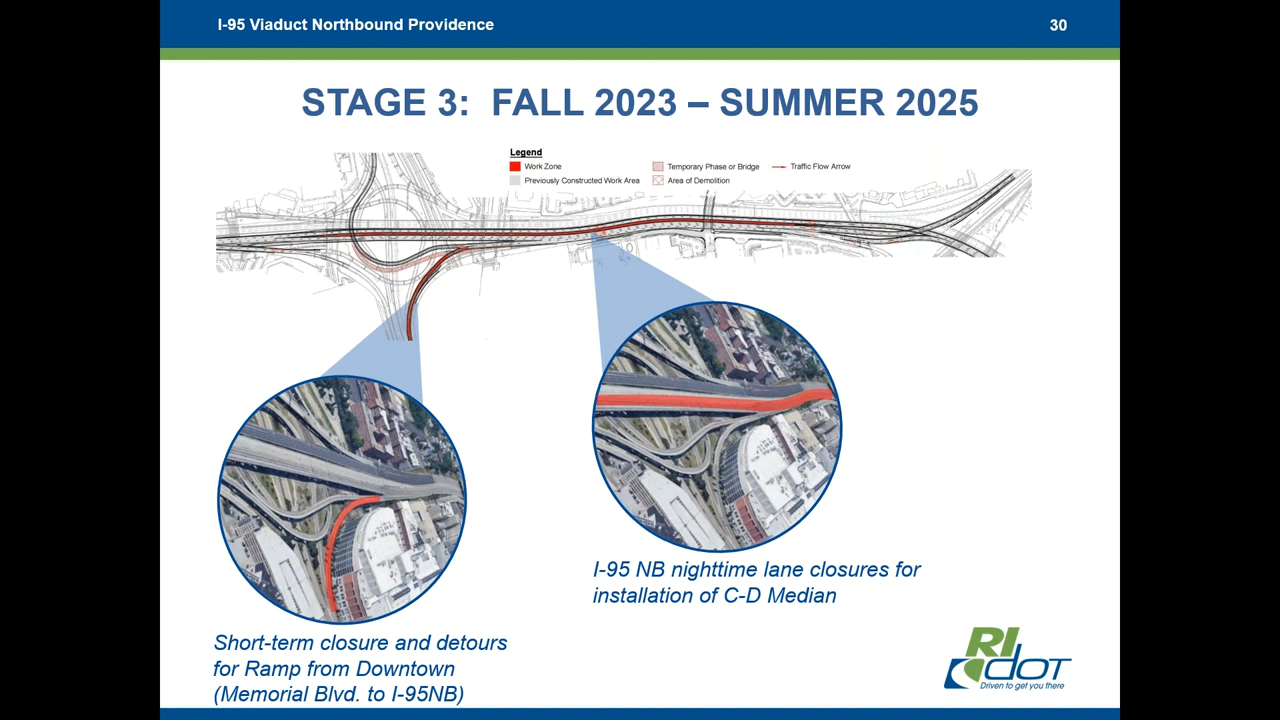 I-95 Viaduct Northbound Providence
30
STAGE 3: FALL 2023 – SUMMER 2025
Legend
Work Zone
Previously Constructed Work Area
Temporary Phase or Bridge
Area of Demolition
Traffic Flow Arrow
Short-term closure and detours
for Ramp from Downtown
(Memorial Blvd. to I-95NB)
I-95 NB nighttime lane closures for
installation of C-D Median
RI
DOT
Driven to get you there